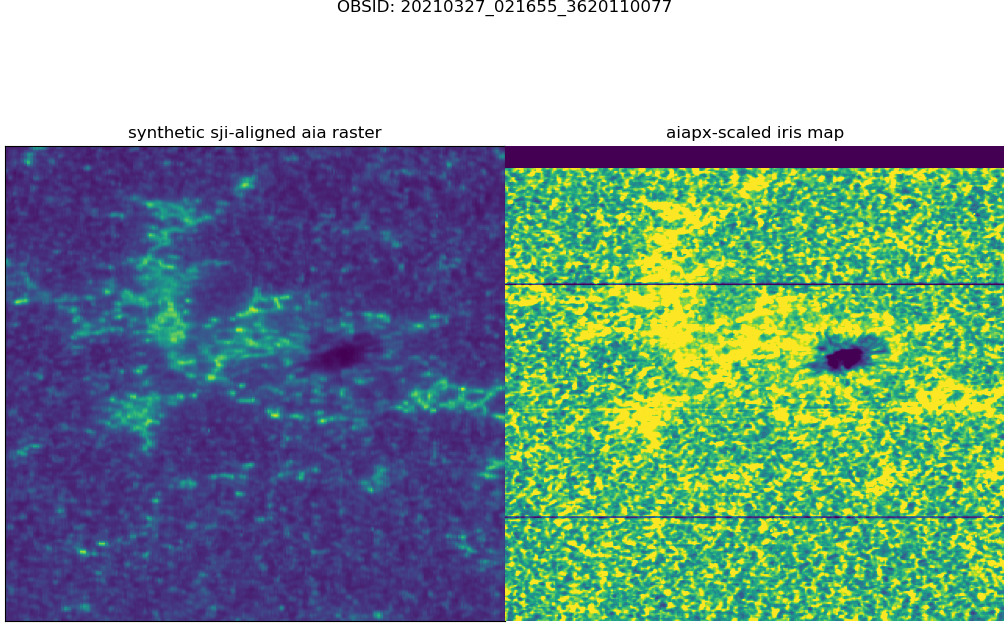 OBSID: 20210327_021655_3620110077
synthetic sji-aligned aia raster
aiapx-scaled iris map